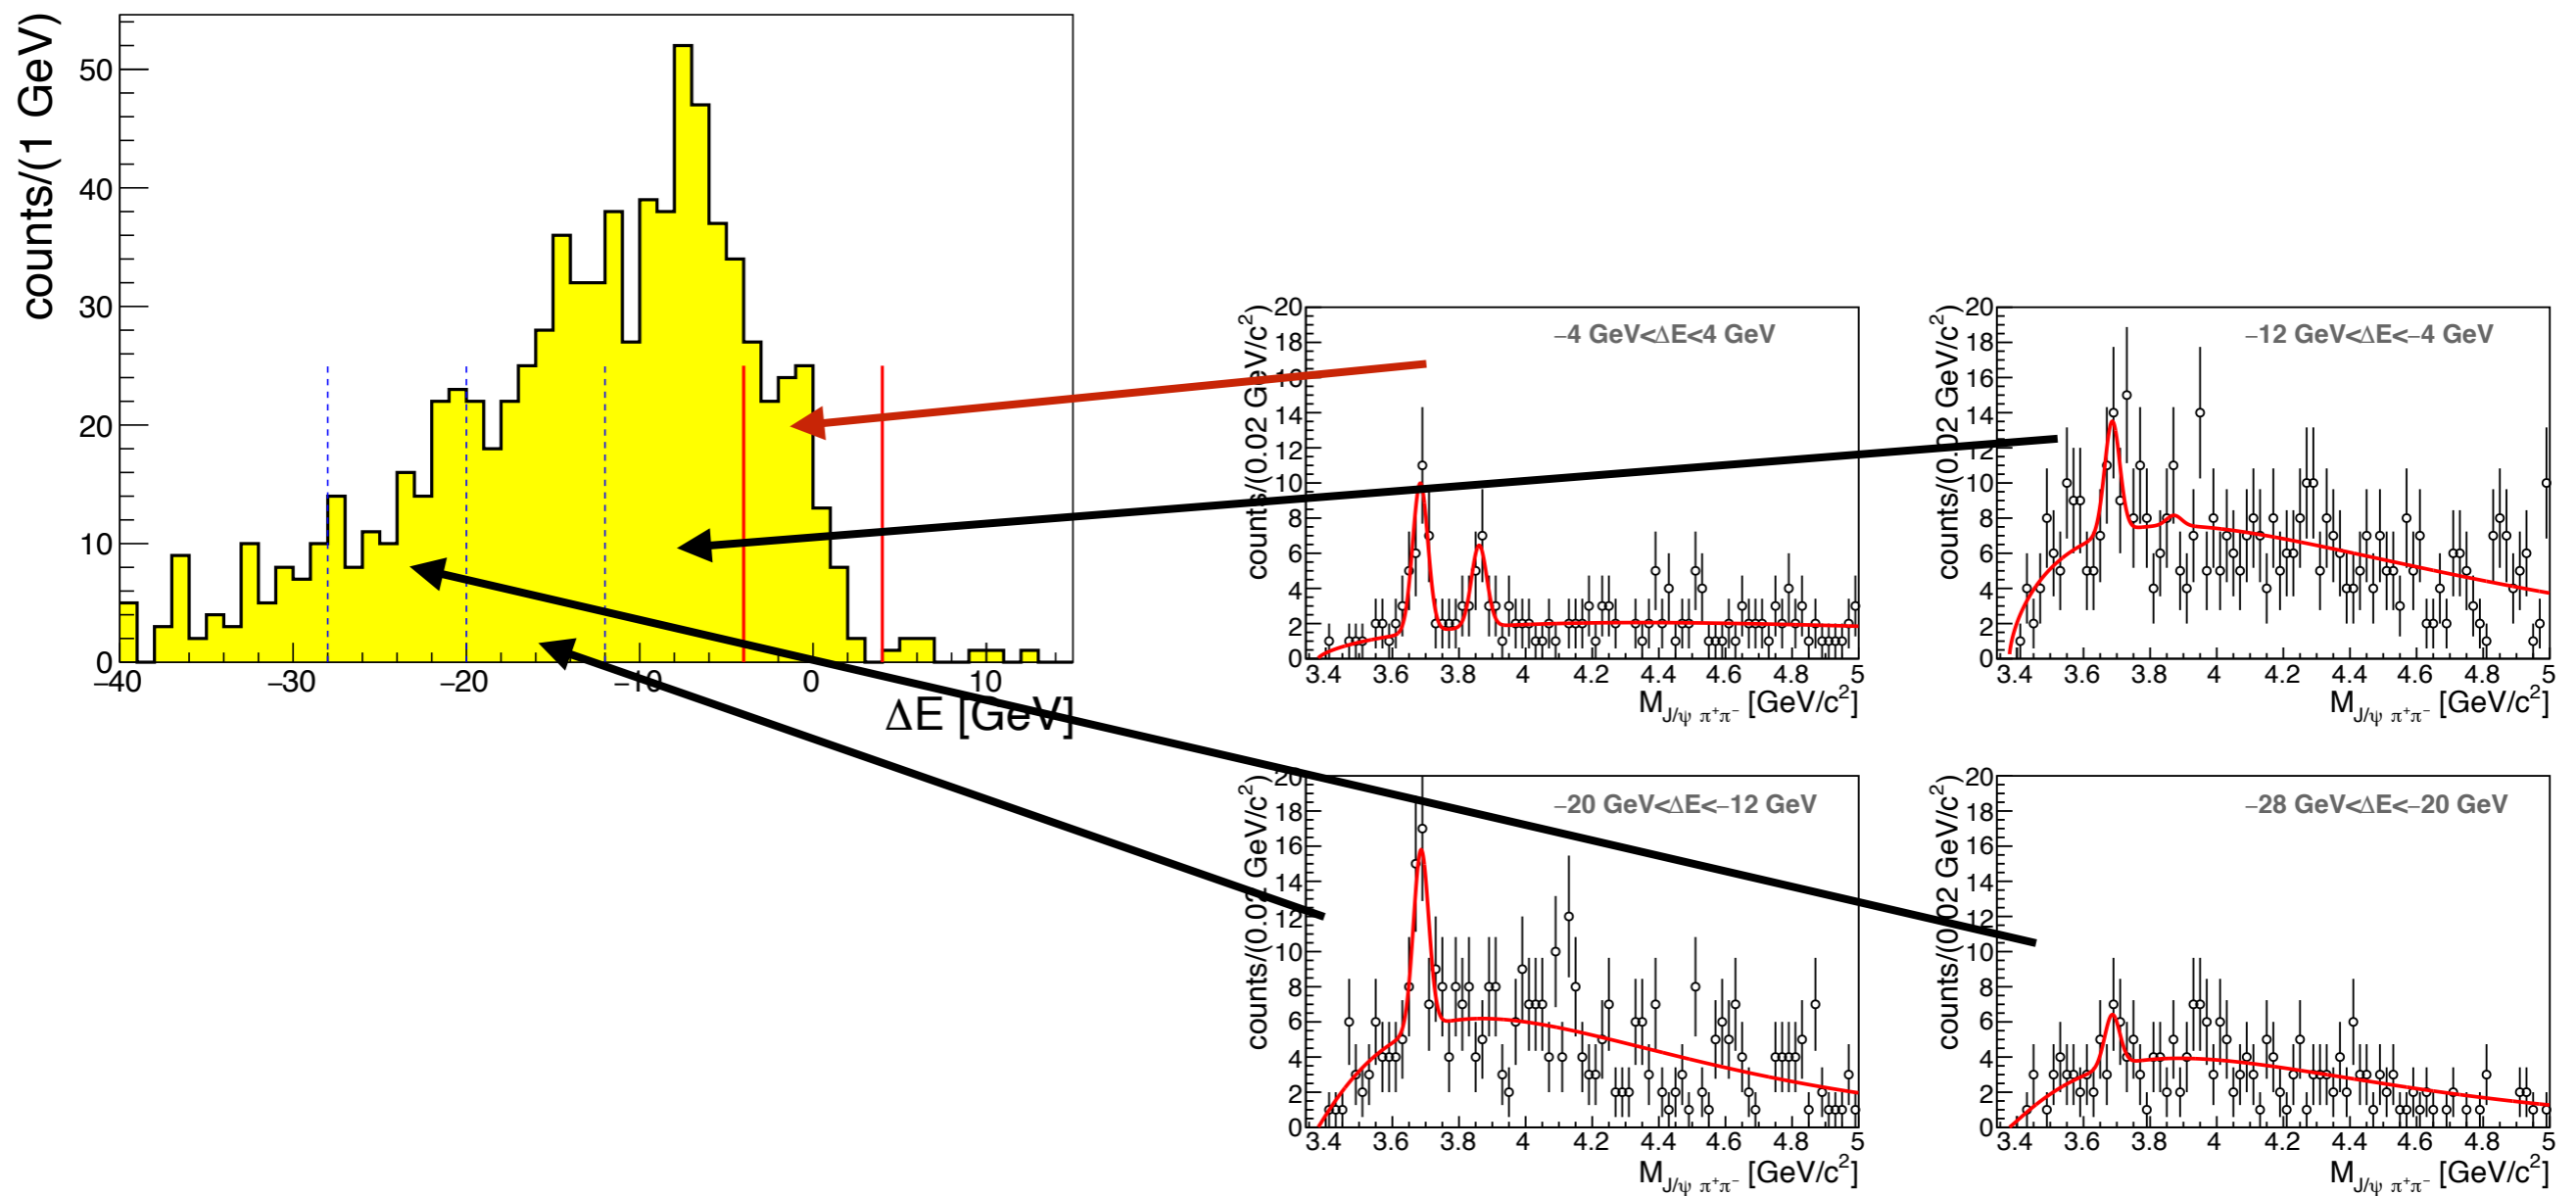 counts/(1 GeV)
50
40
30
20
10
0
−40 −30 −20 −10 0 10
ΔE [GeV]
−4 GeV<ΔE<4 GeV
counts/(0.02 GeV/c²)
20
18
16
14
12
10
8
6
4
2
0
3.4 3.6 3.8 4 4.2 4.4 4.6 4.8 5
M_J/ψ π⁺π⁻ [GeV/c²]
−12 GeV<ΔE<−4 GeV
counts/(0.02 GeV/c²)
20
18
16
14
12
10
8
6
4
2
0
3.4 3.6 3.8 4 4.2 4.4 4.6 4.8 5
M_J/ψ π⁺π⁻ [GeV/c²]
−20 GeV<ΔE<−12 GeV
counts/(0.02 GeV/c²)
20
18
16
14
12
10
8
6
4
2
0
3.4 3.6 3.8 4 4.2 4.4 4.6 4.8 5
M_J/ψ π⁺π⁻ [GeV/c²]
−28 GeV<ΔE<−20 GeV
counts/(0.02 GeV/c²)
20
18
16
14
12
10
8
6
4
2
0
3.4 3.6 3.8 4 4.2 4.4 4.6 4.8 5
M_J/ψ π⁺π⁻ [GeV/c²]